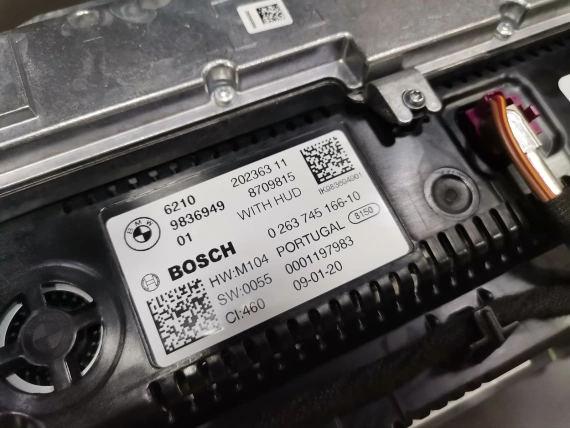 BMW
6210
9836949
01
202363 11
8709815
WITH HUD
BOSCH
0 263 745 166-10
HW:M104 PORTUGAL 8150
SW:0055 0001197983
CI:460 09-01-20